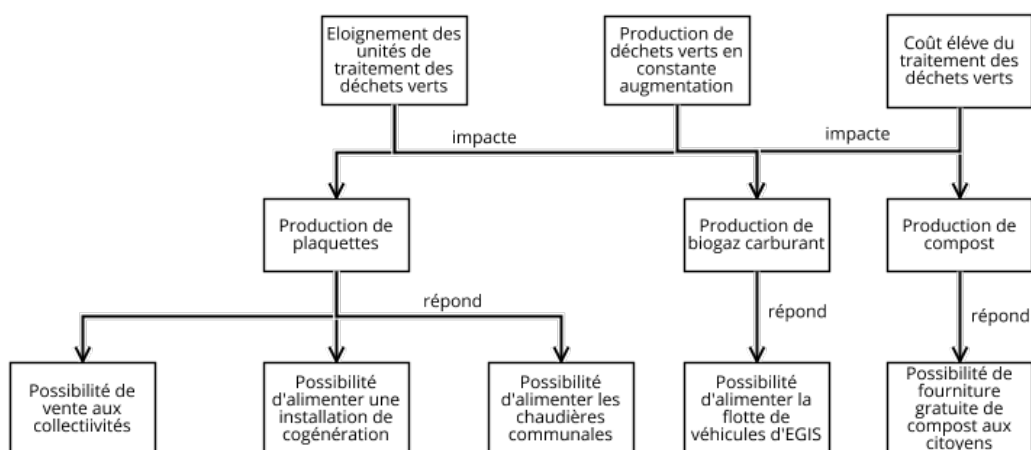 Eloignement des
unités de
traitement des
déchets verts
Production de
déchets verts en
constante
augmentation
Coût éléve du
traitement des
déchets verts
impacte
impacte
Production de
plaquettes
Production de
biogaz carburant
Production de
compost
répond
répond
répond
Possibilité de
vente aux
collectiivités
Possibilité
d'alimenter une
installation de
cogénération
Possibilité
d'alimenter les
chaudières
communales
Possibilité
d'alimenter la
flotte de
véhicules d'EGIS
Possibilité de
fourniture
gratuite de
compost aux
citoyens